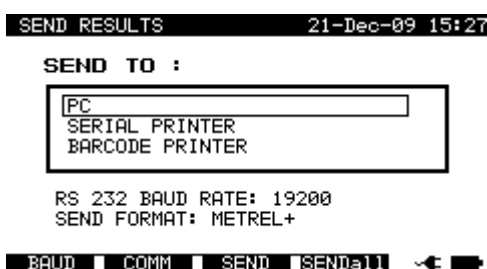 SEND RESULTS 21-Dec-09 15:27
SEND TO :
PC
SERIAL PRINTER
BARCODE PRINTER
RS 232 BAUD RATE: 19200
SEND FORMAT: METREL+
BAUD COMM SEND SENDall